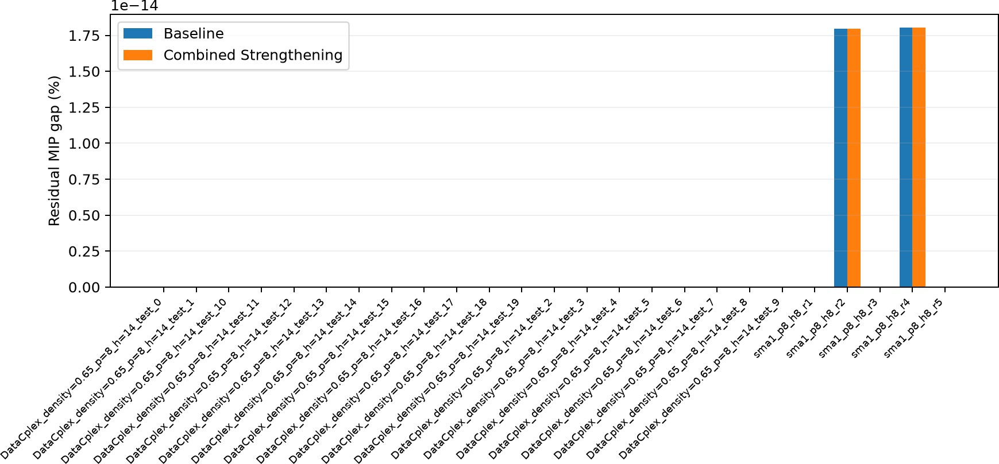 1e−14
Baseline
Combined Strengthening
Residual MIP gap (%)
1.75
1.50
1.25
1.00
0.75
0.50
0.25
0.00
DataCplex_density=0.65_p=8_h=14_test_0
DataCplex_density=0.65_p=8_h=14_test_1
DataCplex_density=0.65_p=8_h=14_test_10
DataCplex_density=0.65_p=8_h=14_test_11
DataCplex_density=0.65_p=8_h=14_test_12
DataCplex_density=0.65_p=8_h=14_test_13
DataCplex_density=0.65_p=8_h=14_test_14
DataCplex_density=0.65_p=8_h=14_test_15
DataCplex_density=0.65_p=8_h=14_test_16
DataCplex_density=0.65_p=8_h=14_test_17
DataCplex_density=0.65_p=8_h=14_test_18
DataCplex_density=0.65_p=8_h=14_test_19
DataCplex_density=0.65_p=8_h=14_test_2
DataCplex_density=0.65_p=8_h=14_test_3
DataCplex_density=0.65_p=8_h=14_test_4
DataCplex_density=0.65_p=8_h=14_test_5
DataCplex_density=0.65_p=8_h=14_test_6
DataCplex_density=0.65_p=8_h=14_test_7
DataCplex_density=0.65_p=8_h=14_test_8
DataCplex_density=0.65_p=8_h=14_test_9
sma1_p8_h8_r1
sma1_p8_h8_r2
sma1_p8_h8_r3
sma1_p8_h8_r4
sma1_p8_h8_r5